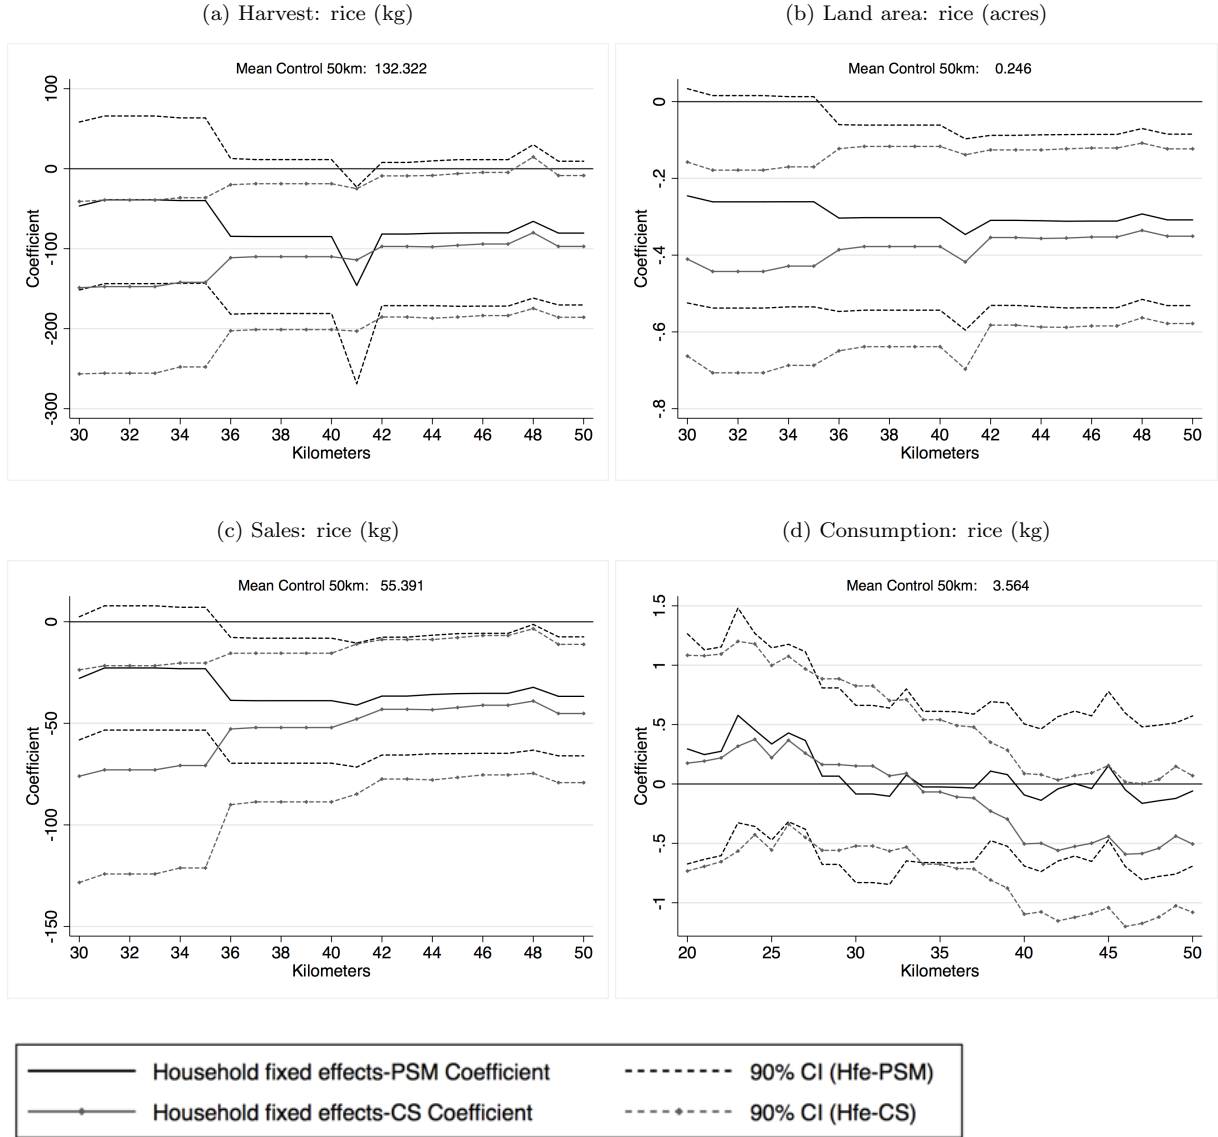 (a) Harvest: rice (kg)
Mean Control 50km: 132.322
Coefficient
100
0
-100
-200
-300
30 32 34 36 38 40 42 44 46 48 50
Kilometers
(b) Land area: rice (acres)
Mean Control 50km: 0.246
Coefficient
0
-.2
-.4
-.6
-.8
30 32 34 36 38 40 42 44 46 48 50
Kilometers
(c) Sales: rice (kg)
Mean Control 50km: 55.391
Coefficient
0
-50
-100
-150
30 32 34 36 38 40 42 44 46 48 50
Kilometers
(d) Consumption: rice (kg)
Mean Control 50km: 3.564
Coefficient
1.5
1
.5
0
-.5
-1
20 25 30 35 40 45 50
Kilometers
Household fixed effects-PSM Coefficient
90% CI (Hfe-PSM)
Household fixed effects-CS Coefficient
90% CI (Hfe-CS)